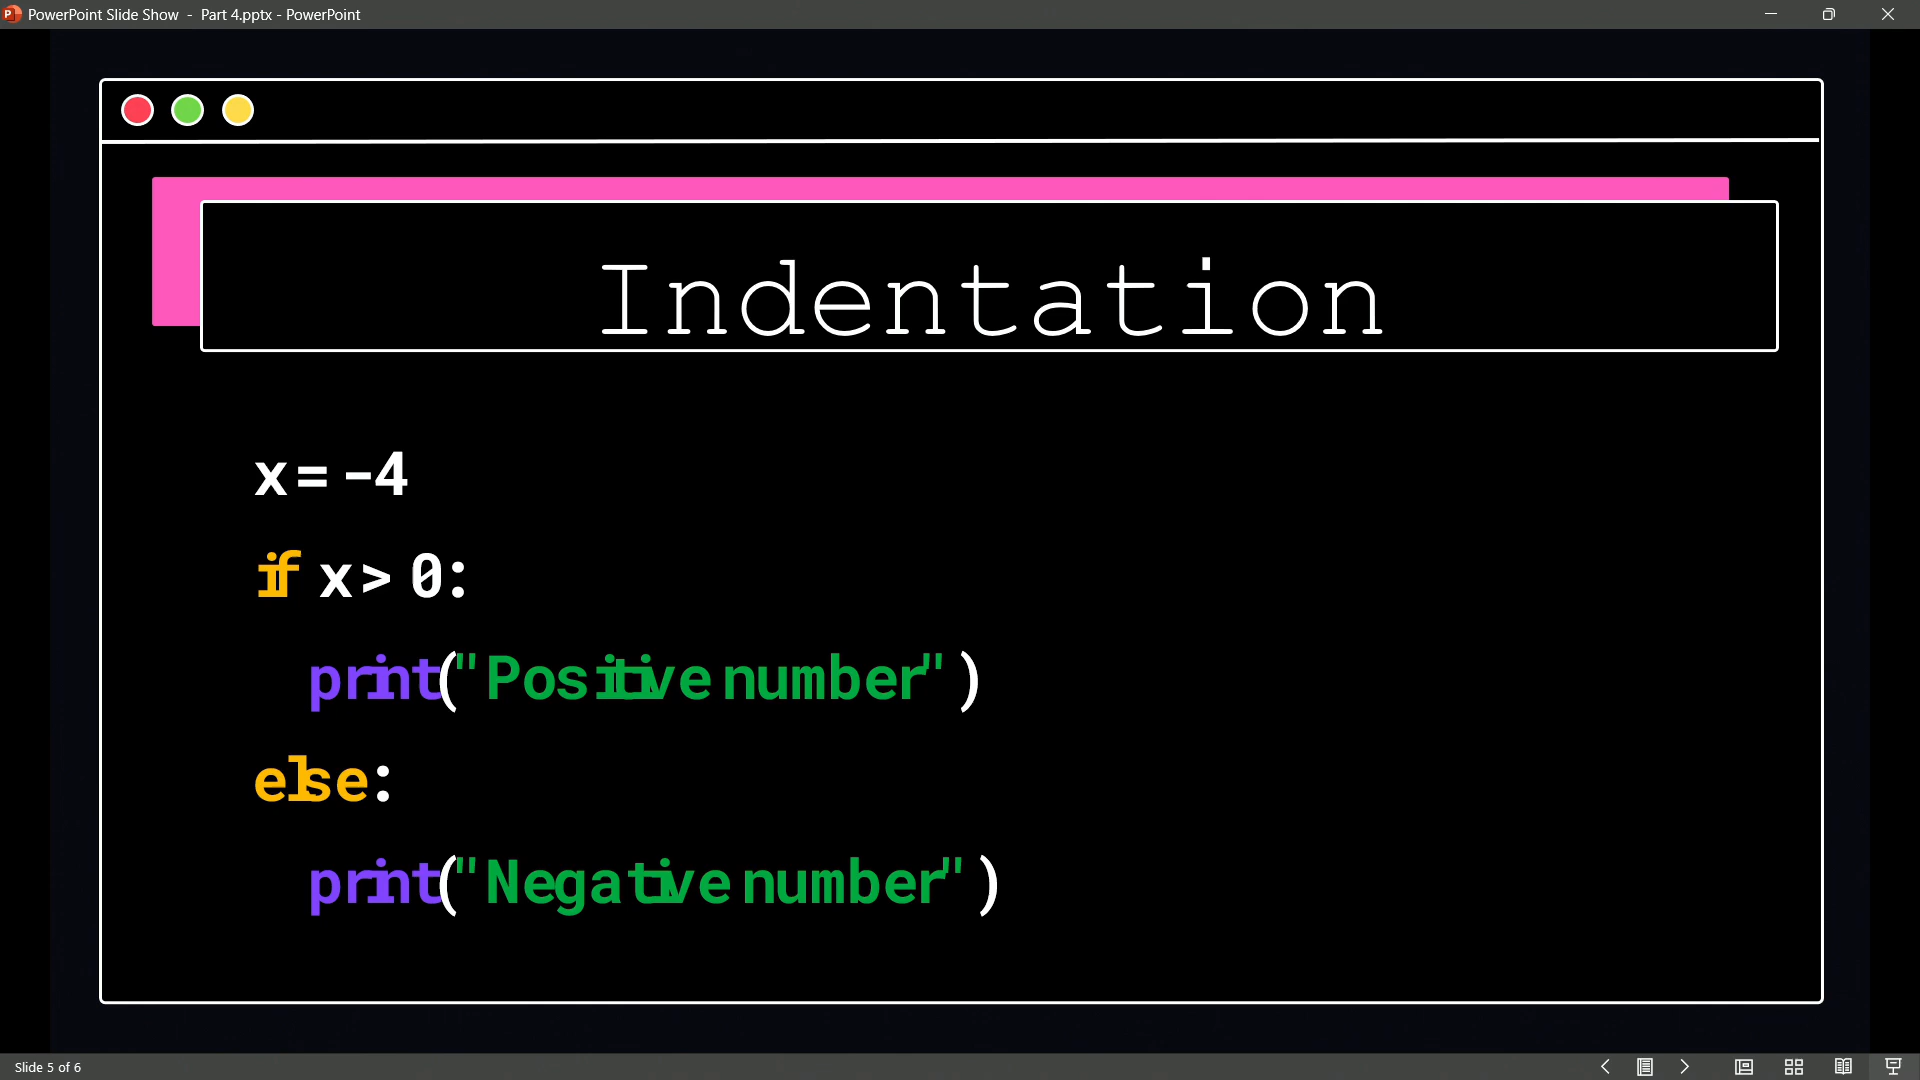 PowerPoint Slide Show - Part 4.pptx - PowerPoint
Indentation
x = -4
if x > 0:
    print("Positive number")
else:
    print("Negative number")
Slide 5 of 6